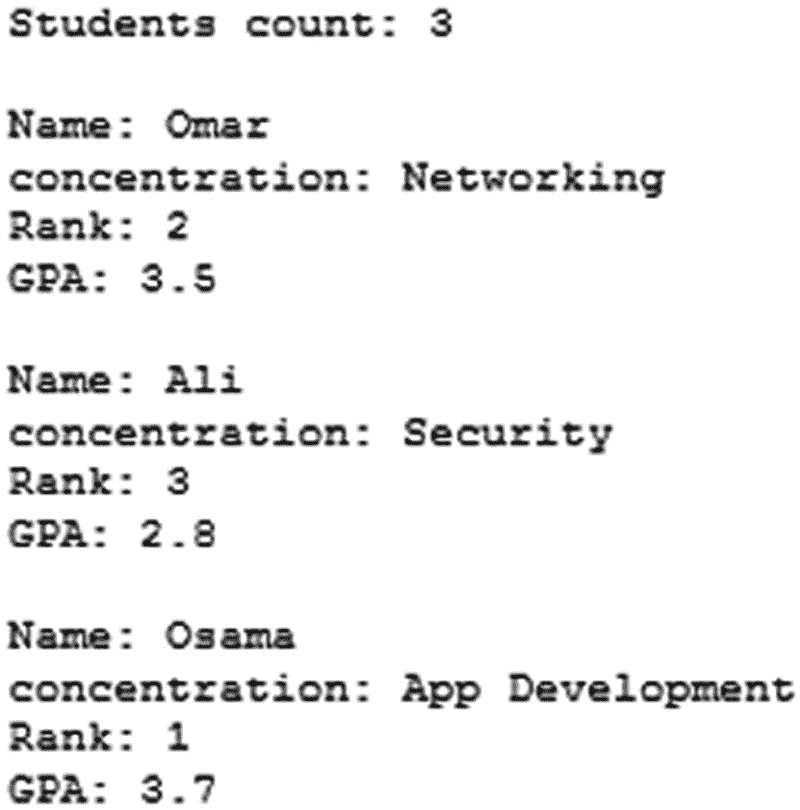 Students count: 3
Name: Omar
concentration: Networking
Rank: 2
GPA: 3.5
Name: Ali
concentration: Security
Rank: 3
GPA: 2.8
Name: Osama
concentration: App Development
Rank: 1
GPA: 3.7